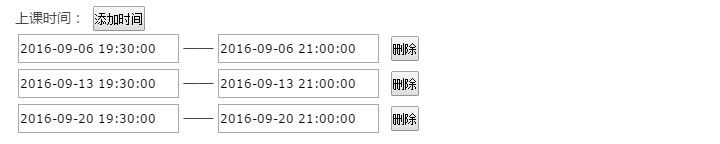 上课时间： 添加时间
2016-09-06 19:30:00 —— 2016-09-06 21:00:00 删除
2016-09-13 19:30:00 —— 2016-09-13 21:00:00 删除
2016-09-20 19:30:00 —— 2016-09-20 21:00:00 删除